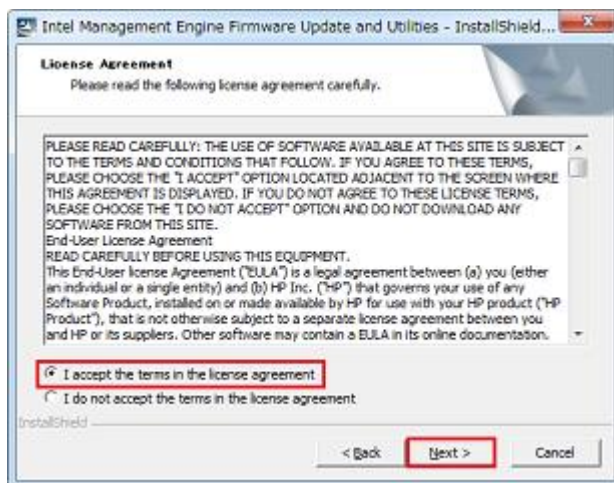 Intel Management Engine Firmware Update and Utilities - InstallShield...
License Agreement
Please read the following license agreement carefully.
PLEASE READ CAREFULLY: THE USE OF SOFTWARE AVAILABLE AT THIS SITE IS SUBJECT
TO THE TERMS AND CONDITIONS THAT FOLLOW. IF YOU AGREE TO THESE TERMS,
PLEASE CHOOSE THE "I ACCEPT" OPTION LOCATED ADJACENT TO THE SCREEN WHERE
THIS AGREEMENT IS DISPLAYED. IF YOU DO NOT AGREE TO THESE LICENSE TERMS,
PLEASE CHOOSE THE "I DO NOT ACCEPT" OPTION AND DO NOT DOWNLOAD ANY
SOFTWARE FROM THIS SITE.
End-User License Agreement
READ CAREFULLY BEFORE USING THIS EQUIPMENT.
This End-User license Agreement ("EULA") is a legal agreement between (a) you (either
an individual or a single entity) and (b) HP Inc. ("HP") that governs your use of any
Software Product, installed on or made available by HP for use with your HP product ("HP
Product"), that is not otherwise subject to a separate license agreement between you
and HP or its suppliers. Other software may contain a EULA in its online documentation.
I accept the terms in the license agreement
I do not accept the terms in the license agreement
InstallShield
< Back
Next >
Cancel